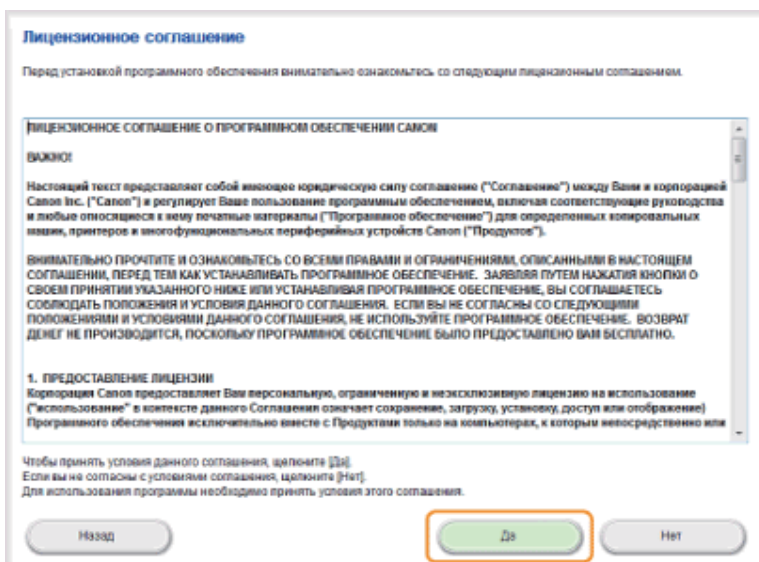 Лицензионное соглашение
Перед установкой программного обеспечения внимательно ознакомьтесь со следующим лицензионным соглашением.
ЛИЦЕНЗИОННОЕ СОГЛАШЕНИЕ О ПРОГРАММНОМ ОБЕСПЕЧЕНИИ CANON
ВАЖНО!
Настоящий текст представляет собой имеющее юридическую силу соглашение ("Соглашение") между Вами и корпорацией
Canon Inc. ("Canon") и регулирует Ваше пользование программным обеспечением, включая соответствующие руководства
и любые относящиеся к нему печатные материалы ("Программное обеспечение") для определенных копировальных
машин, принтеров и многофункциональных периферийных устройств Canon ("Продуктов").
ВНИМАТЕЛЬНО ПРОЧТИТЕ И ОЗНАКОМЬТЕСЬ СО ВСЕМИ ПРАВАМИ И ОГРАНИЧЕНИЯМИ, ОПИСАННЫМИ В НАСТОЯЩЕМ
СОГЛАШЕНИИ, ПЕРЕД ТЕМ КАК УСТАНАВЛИВАТЬ ПРОГРАММНОЕ ОБЕСПЕЧЕНИЕ. ЗАЯВЛЯЯ ПУТЕМ НАЖАТИЯ КНОПКИ О
СВОЕМ ПРИНЯТИИ УКАЗАННОГО НИЖЕ ИЛИ УСТАНАВЛИВАЯ ПРОГРАММНОЕ ОБЕСПЕЧЕНИЕ, ВЫ СОГЛАШАЕТЕСЬ
СОБЛЮДАТЬ ПОЛОЖЕНИЯ И УСЛОВИЯ ДАННОГО СОГЛАШЕНИЯ. ЕСЛИ ВЫ НЕ СОГЛАСНЫ СО СЛЕДУЮЩИМИ
ПОЛОЖЕНИЯМИ И УСЛОВИЯМИ ДАННОГО СОГЛАШЕНИЯ, НЕ ИСПОЛЬЗУЙТЕ ПРОГРАММНОЕ ОБЕСПЕЧЕНИЕ. ВОЗВРАТ
ДЕНЕГ НЕ ПРОИЗВОДИТСЯ, ПОСКОЛЬКУ ПРОГРАММНОЕ ОБЕСПЕЧЕНИЕ БЫЛО ПРЕДОСТАВЛЕНО ВАМ БЕСПЛАТНО.
1. ПРЕДОСТАВЛЕНИЕ ЛИЦЕНЗИИ
Корпорация Canon предоставляет Вам персональную, ограниченную и неэксклюзивную лицензию на использование
("использование" в контексте данного Соглашения означает сохранение, загрузку, установку, доступ или отображение)
Программного обеспечения исключительно вместе с Продуктами только на компьютерах, к которым непосредственно или
Чтобы принять условия данного соглашения, щелкните [Да].
Если вы не согласны с условиями соглашения, щелкните [Нет].
Для использования программы необходимо принять условия этого соглашения.
Назад
Да
Нет